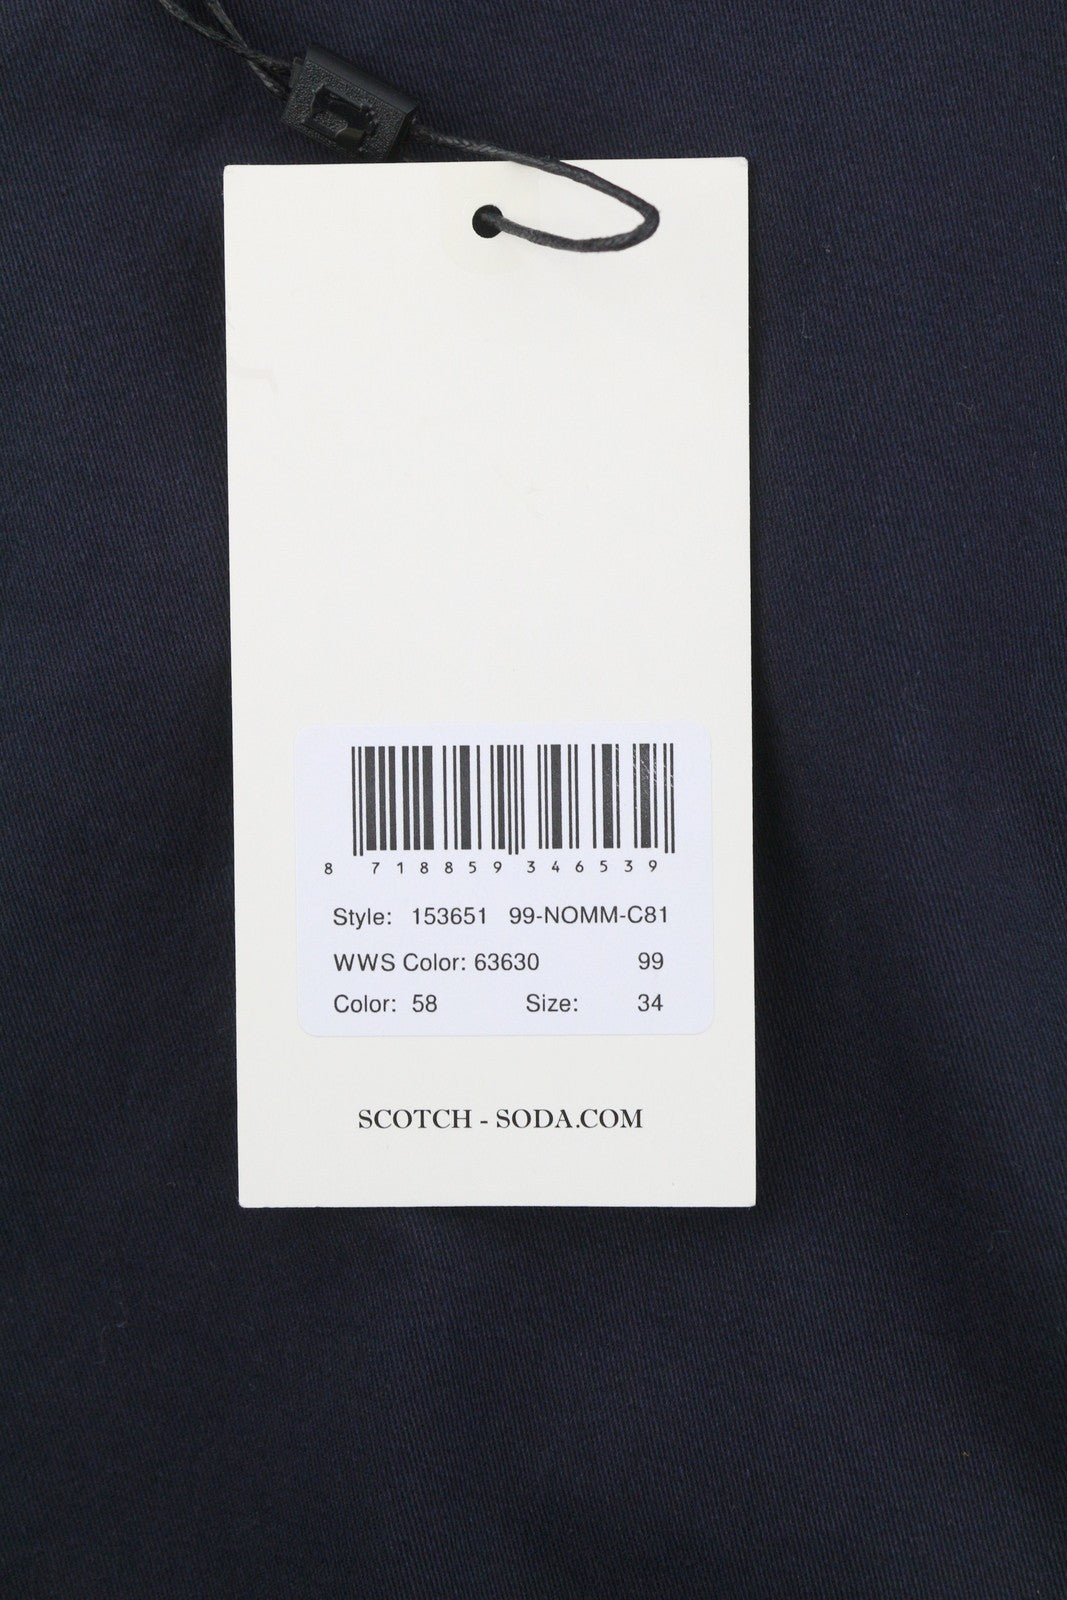 8 718859 346539
Style: 153651 99-NOMM-C81
WWS Color: 63630 99
Color: 58 Size: 34
SCOTCH - SODA.COM